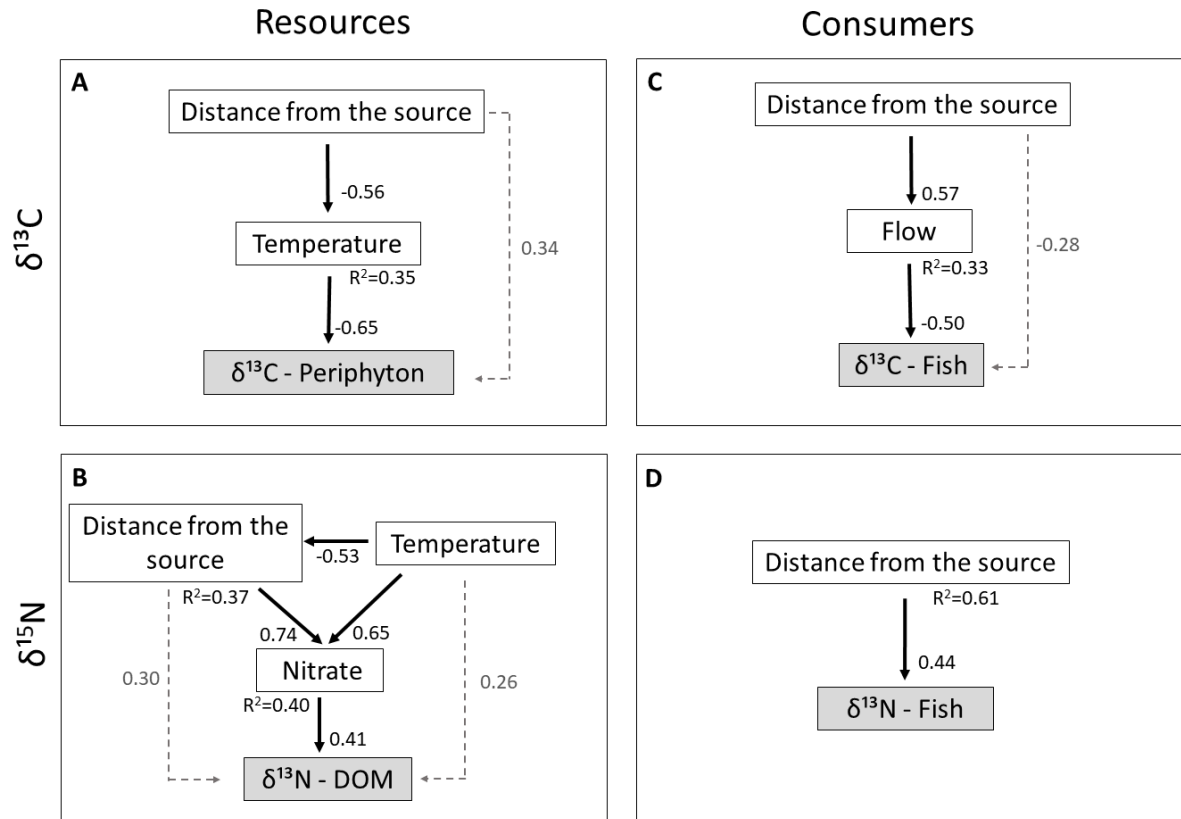 Resources
Consumers
δ¹³C
A
Distance from the source
-0.56
Temperature
R²=0.35
0.34
-0.65
δ¹³C - Periphyton
C
Distance from the source
0.57
Flow
R²=0.33
-0.28
-0.50
δ¹³C - Fish
δ¹⁵N
B
Distance from the
source
-0.53
Temperature
R²=0.37
0.74
0.65
0.30
Nitrate
0.26
R²=0.40
0.41
δ¹³N - DOM
D
Distance from the source
R²=0.61
0.44
δ¹³N - Fish